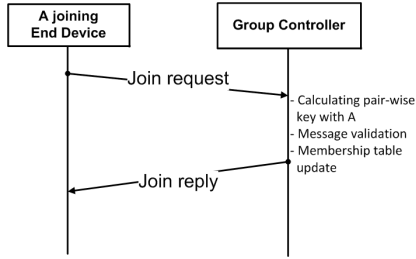 A joining
End Device
Group Controller
Join request
- Calculating pair-wise
key with A
- Message validation
- Membership table
update
Join reply